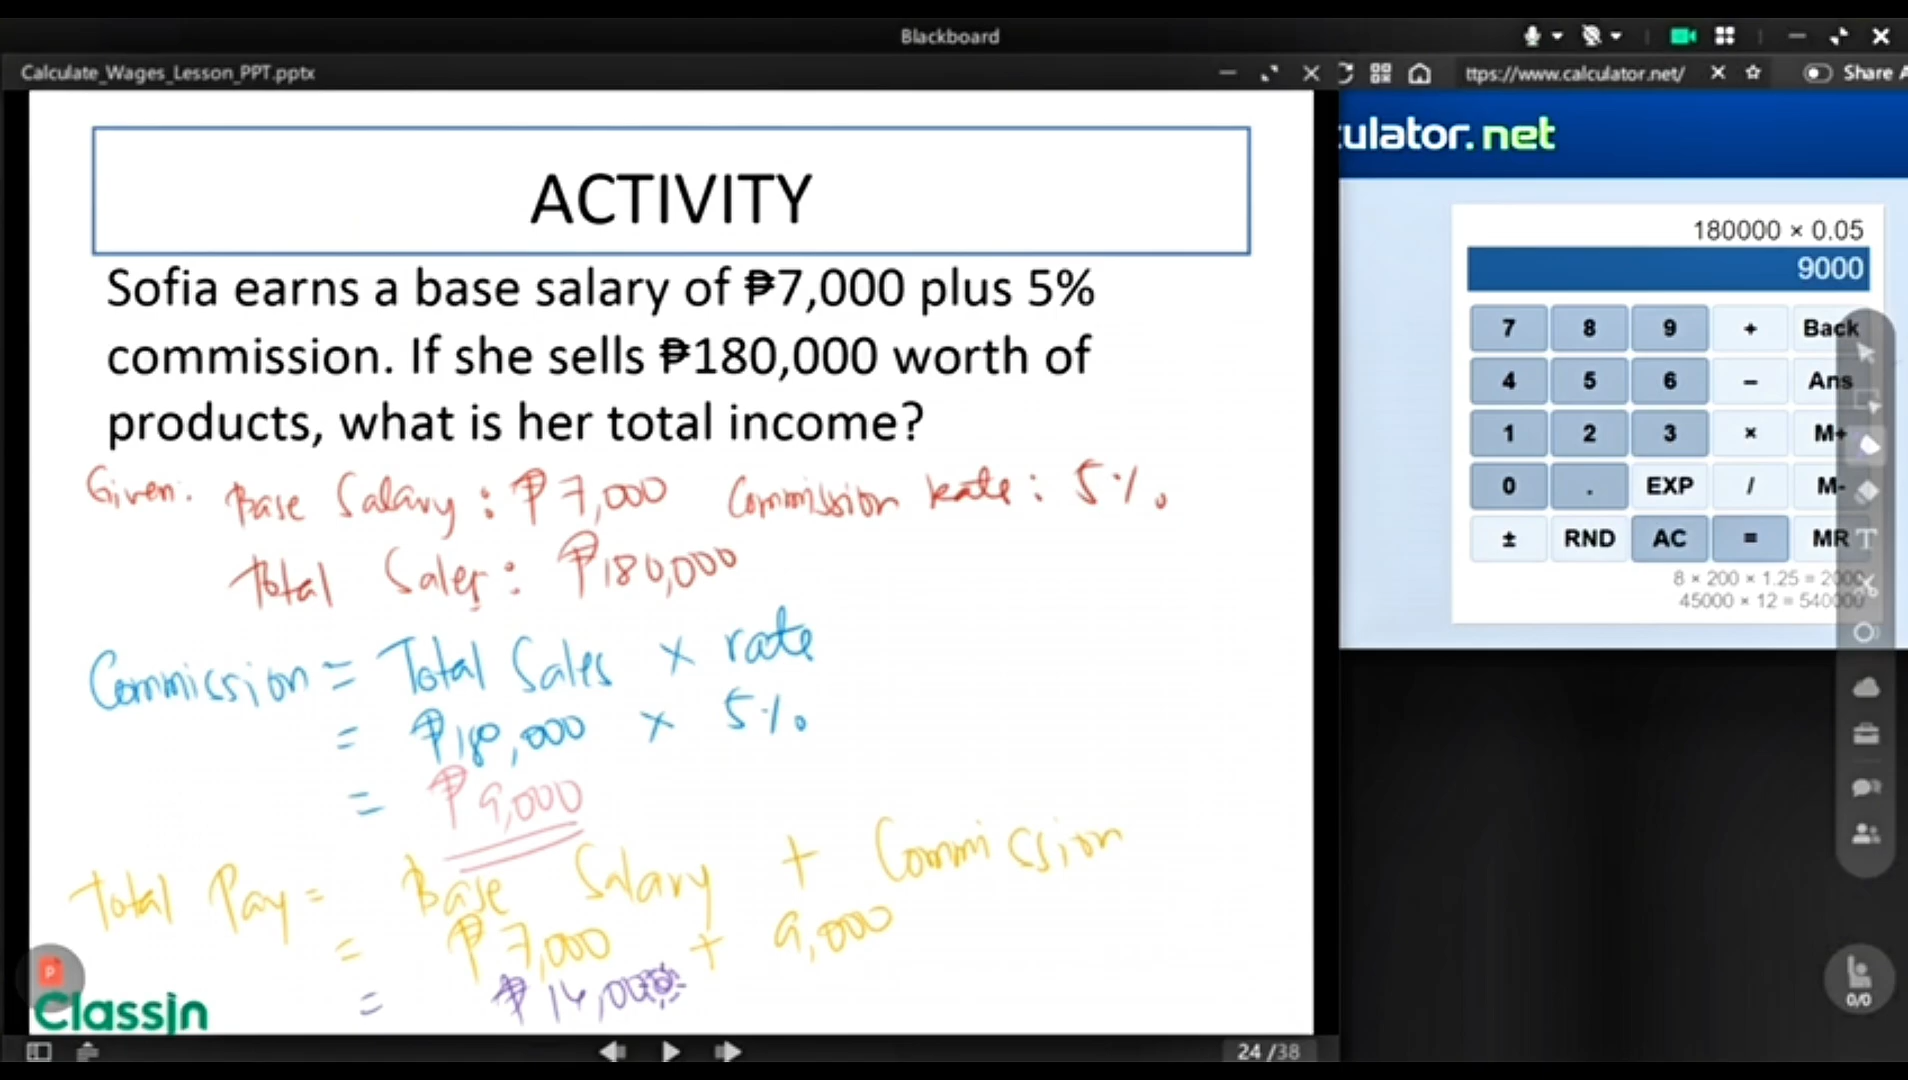 Blackboard
Calculate_Wages_Lesson_PPT.pptx
ttps://www.calculator.net/
Share A
ulator.net
ACTIVITY
Sofia earns a base salary of ₱7,000 plus 5%
commission. If she sells ₱180,000 worth of
products, what is her total income?
Given: Base Salary: ₱7,000 Commission Rate: 5%
Total Sales: ₱180,000
Commission = Total Sales × rate
= ₱180,000 × 5%
= ₱9,000
Total Pay = Base Salary + Commission
= ₱7,000 + 9,000
= ₱
180000 × 0.05
9000
7 8 9 + Back
4 5 6 – Ans
1 2 3 × M+
0 . EXP / M-
± RND AC = MR
8 × 200 × 1.25 = 2000
45000 × 12 = 540000
T
0/0
P
ClassIn
24 /38